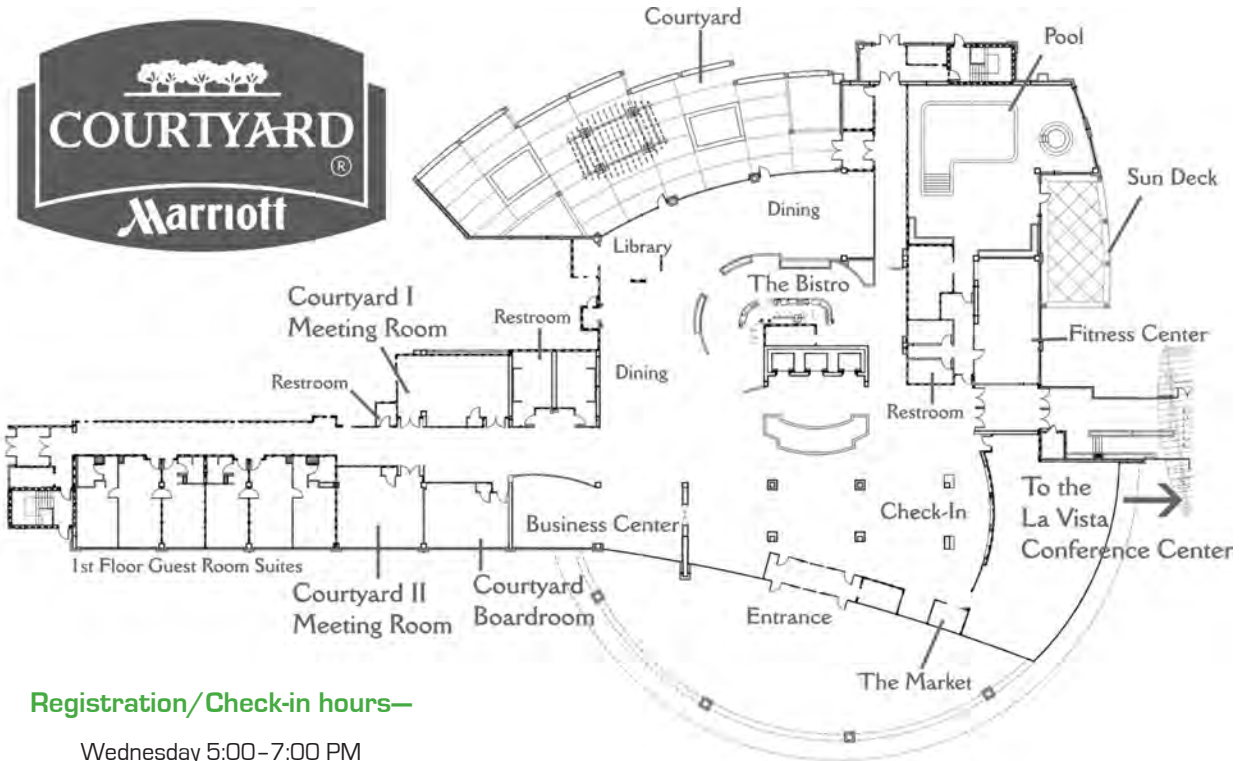 COURTYARD
®
Marriott
Courtyard
Pool
Sun Deck
Dining
Library
The Bistro
Courtyard I
Meeting Room
Restroom
Fitness Center
Restroom
Dining
Restroom
To the
La Vista
Conference Center
Check-In
Business Center
1st Floor Guest Room Suites
Courtyard II
Meeting Room
Courtyard
Boardroom
Entrance
The Market
Registration/Check-in hours—
Wednesday 5:00–7:00 PM